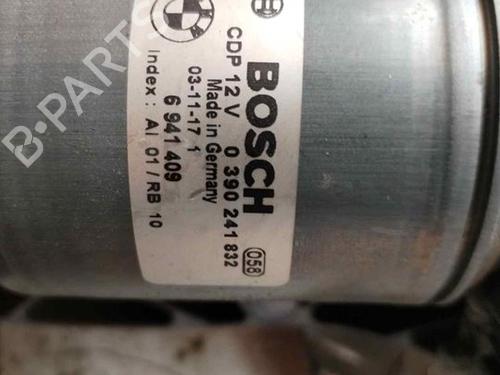 BOSCH
CDP 12 V 0 390 241 832
03-11-17 1
Made in Germany
058
6 941 409
Index : AI 01 / RB 10
B-PARTS